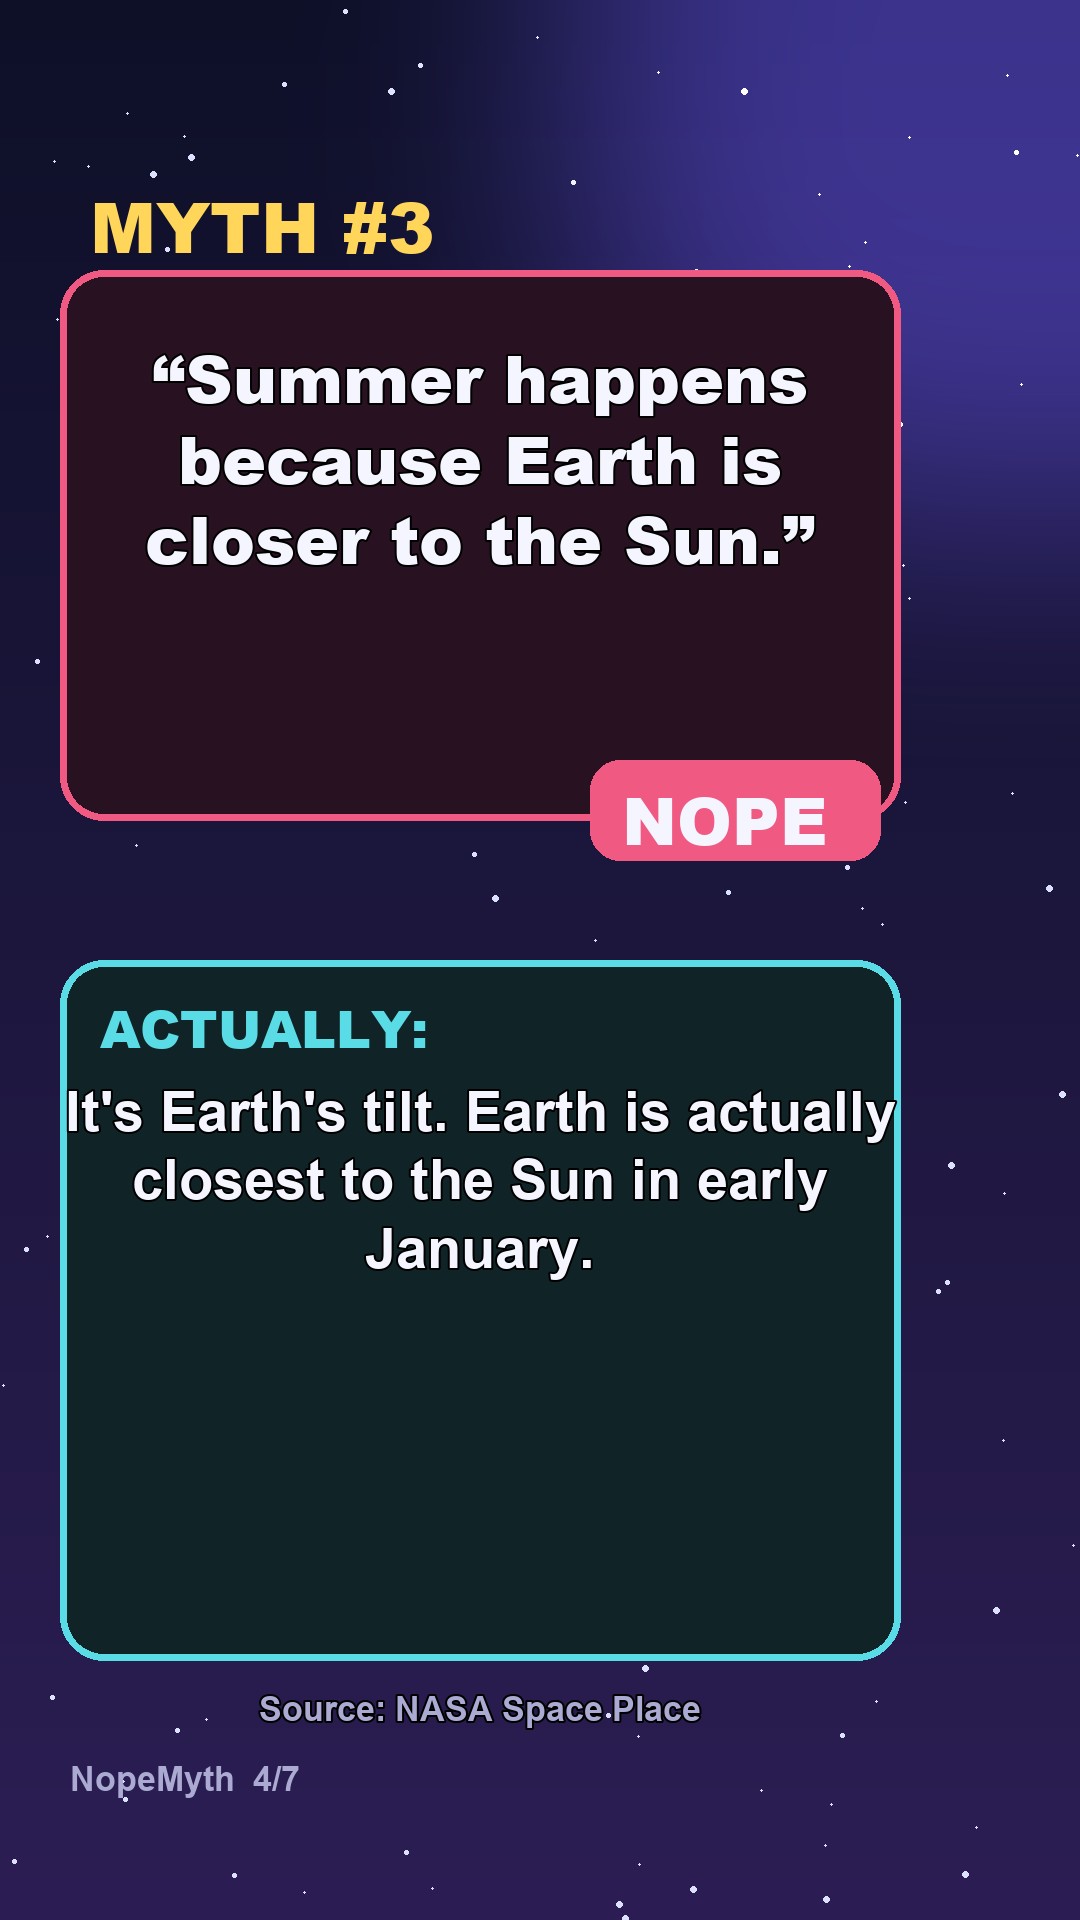 MYTH #3
“Summer happens
because Earth is
closer to the Sun.”
NOPE
ACTUALLY:
It's Earth's tilt. Earth is actually
closest to the Sun in early
January.
Source: NASA Space Place
NopeMyth 4/7